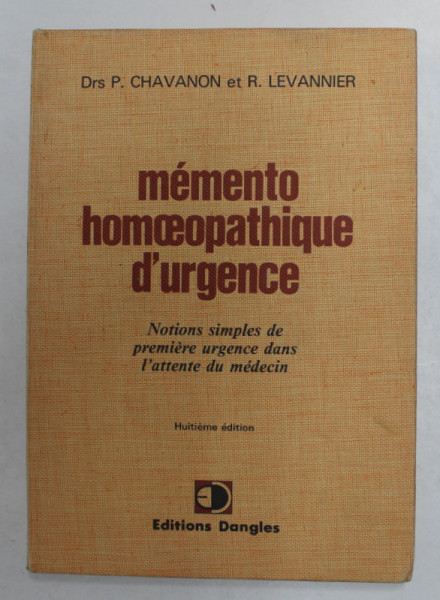 Drs P. CHAVANON et R. LEVANNIER
mémento
homœopathique
d'urgence
Notions simples de
première urgence dans
l'attente du médecin
Huitième édition
ED
Editions Dangles